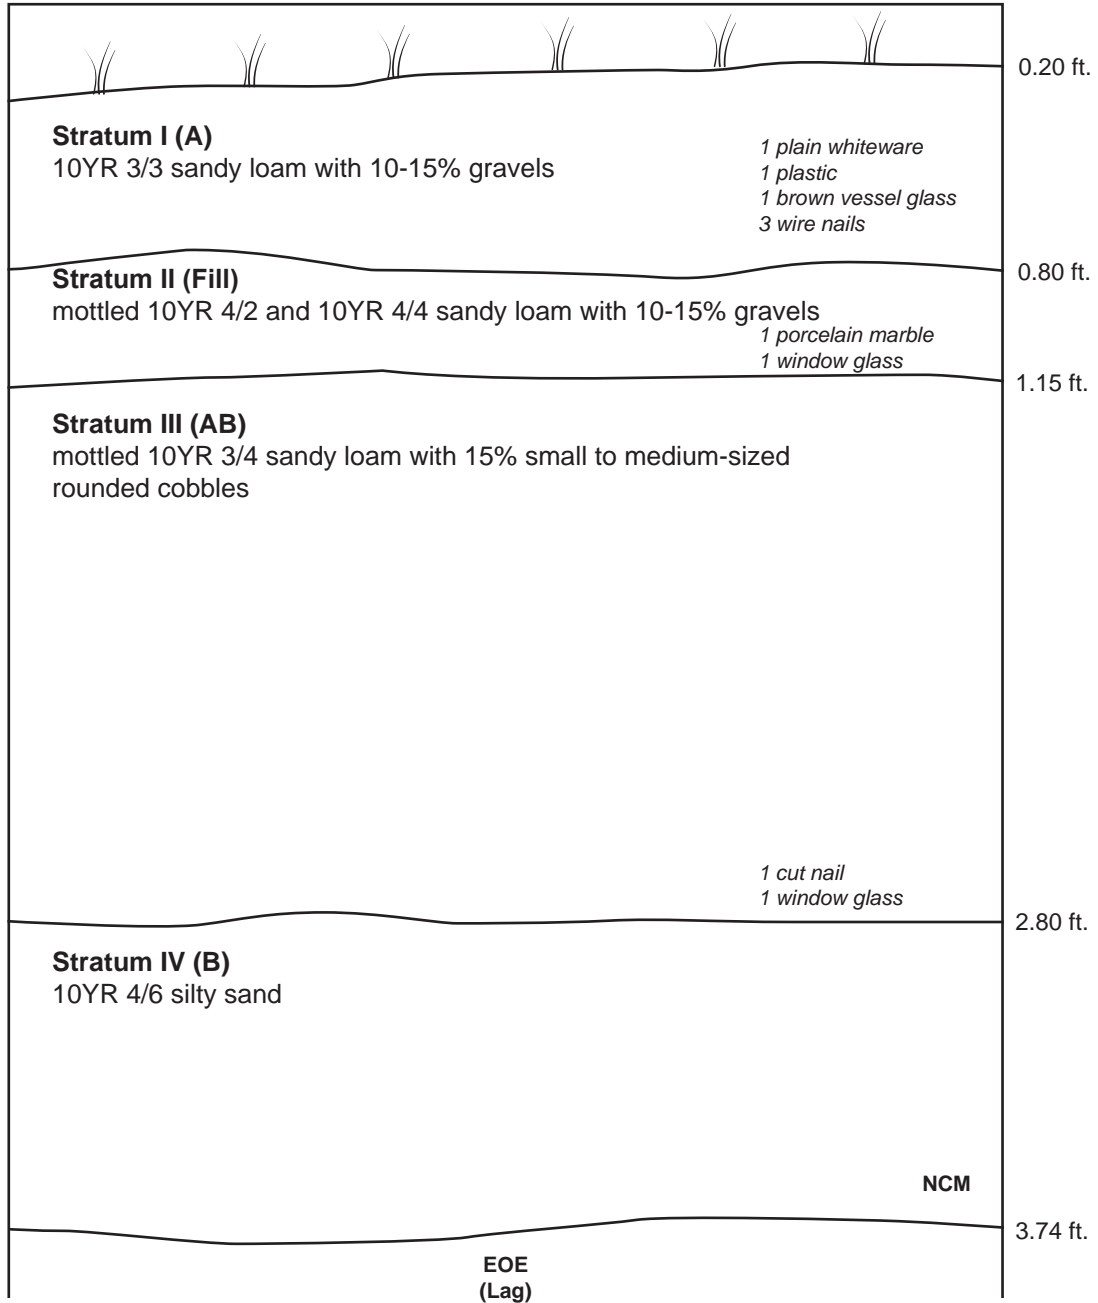 0.20 ft.
Stratum I (A)
10YR 3/3 sandy loam with 10-15% gravels
1 plain whiteware
1 plastic
1 brown vessel glass
3 wire nails
0.80 ft.
Stratum II (Fill)
mottled 10YR 4/2 and 10YR 4/4 sandy loam with 10-15% gravels
1 porcelain marble
1 window glass
1.15 ft.
Stratum III (AB)
mottled 10YR 3/4 sandy loam with 15% small to medium-sized
rounded cobbles
1 cut nail
1 window glass
2.80 ft.
Stratum IV (B)
10YR 4/6 silty sand
NCM
3.74 ft.
EOE
(Lag)